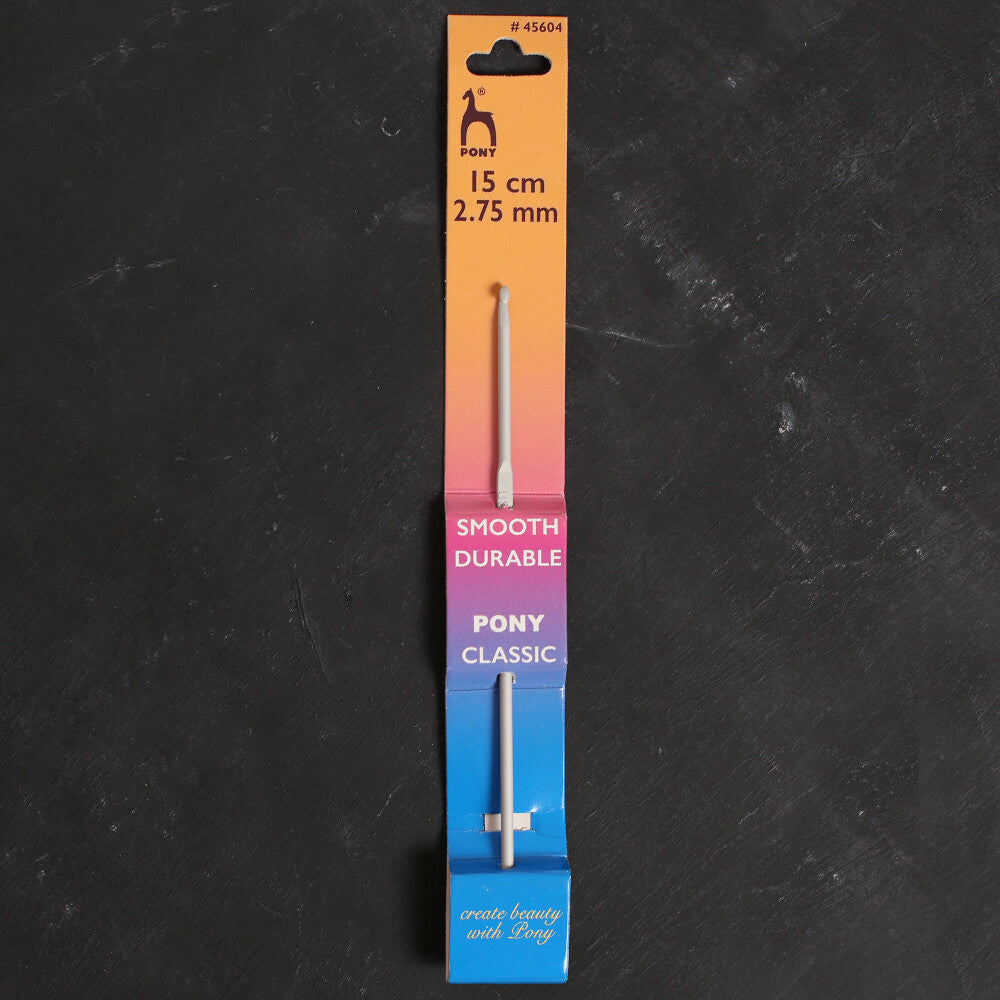 # 45604
®
PONY
15 cm
2.75 mm
SMOOTH
DURABLE
PONY
CLASSIC
create beauty
with Pony